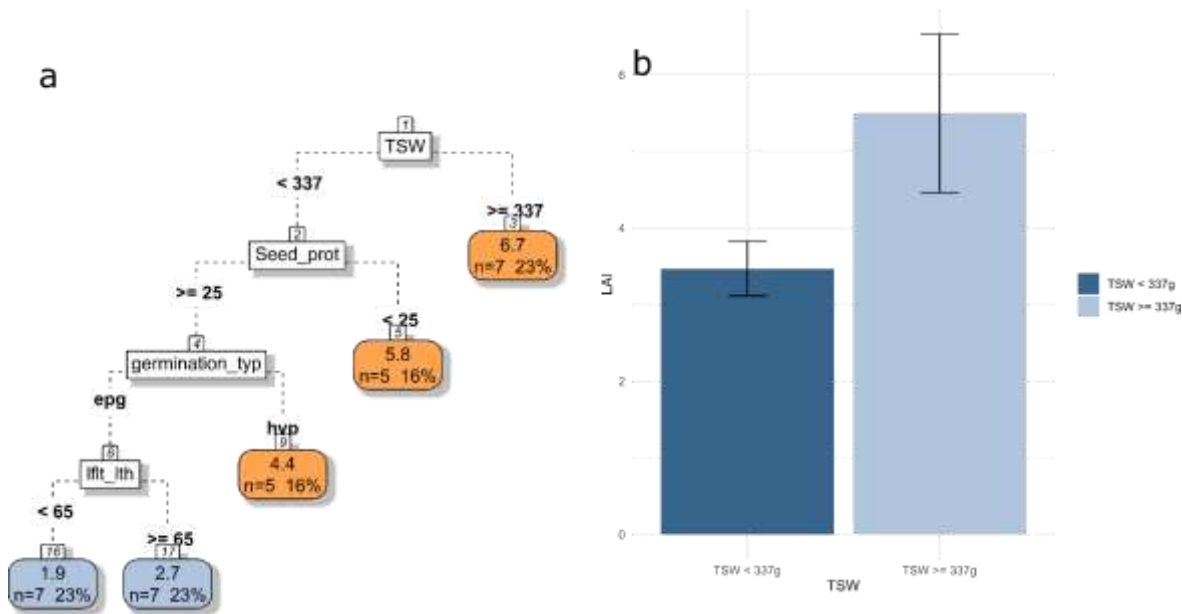 a
1
TSW
< 337
>= 337
3
6.7
n=7 23%
2
Seed_prot
>= 25
< 25
5
5.8
n=5 16%
4
germination_typ
epg
hyp
9
4.4
n=5 16%
8
lflt_lth
< 65
>= 65
16
1.9
n=7 23%
17
2.7
n=7 23%
b
6
4
2
0
LAI
TSW < 337g
TSW >= 337g
TSW
TSW < 337g
TSW >= 337g